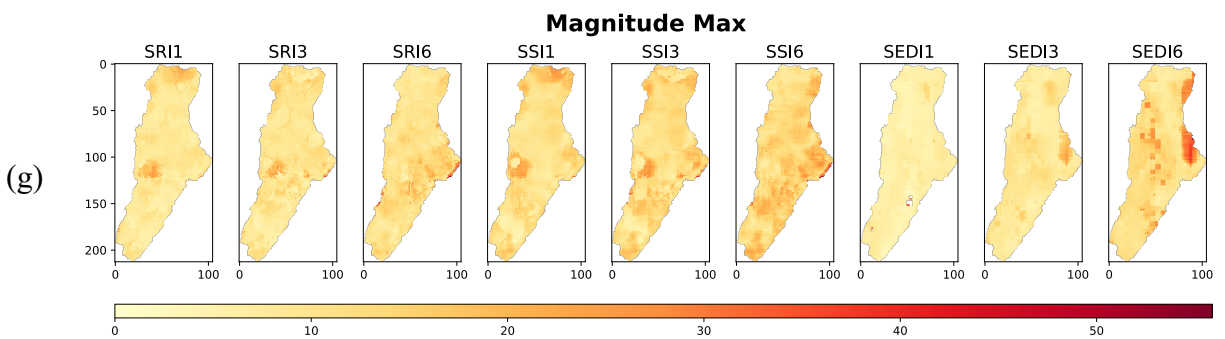 Magnitude Max
SRI1 SRI3 SRI6 SSI1 SSI3 SSI6 SEDI1 SEDI3 SEDI6
0
50
100
150
200
(g)
0 100 0 100 0 100 0 100 0 100 0 100 0 100 0 100 0 100
0 10 20 30 40 50